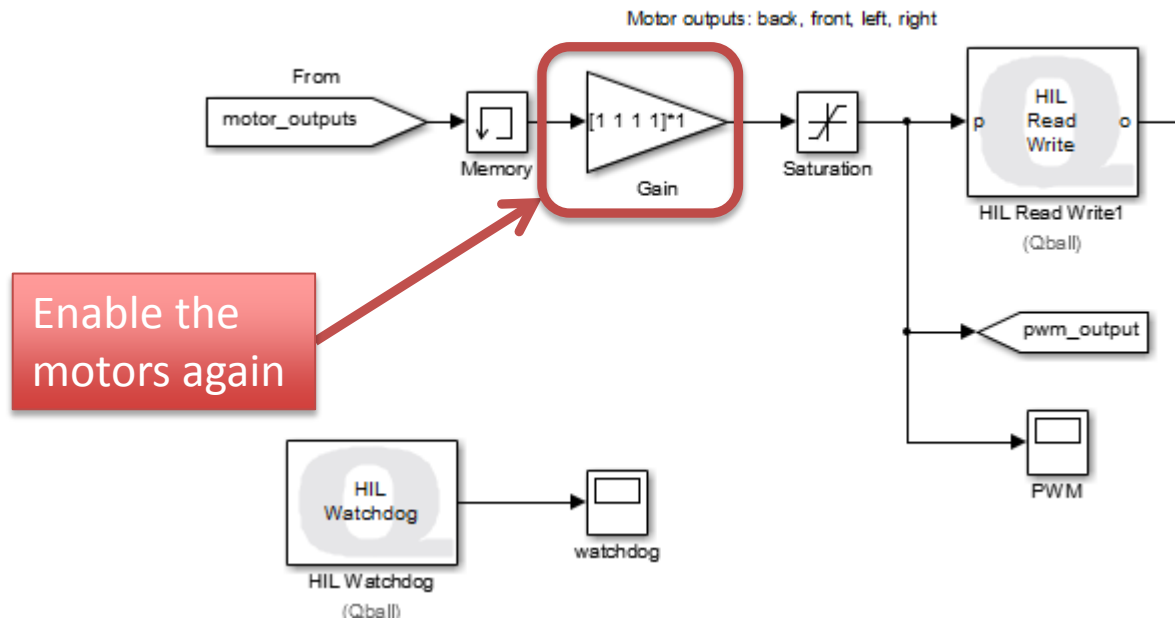 Motor outputs: back, front, left, right
From
motor_outputs
Memory
[1 1 1 1]*1
Gain
Saturation
p
HIL
Read
Write
o
HIL Read Write1
(Qball)
Enable the
motors again
pwm_output
PWM
HIL
Watchdog
HIL Watchdog
(Qball)
watchdog